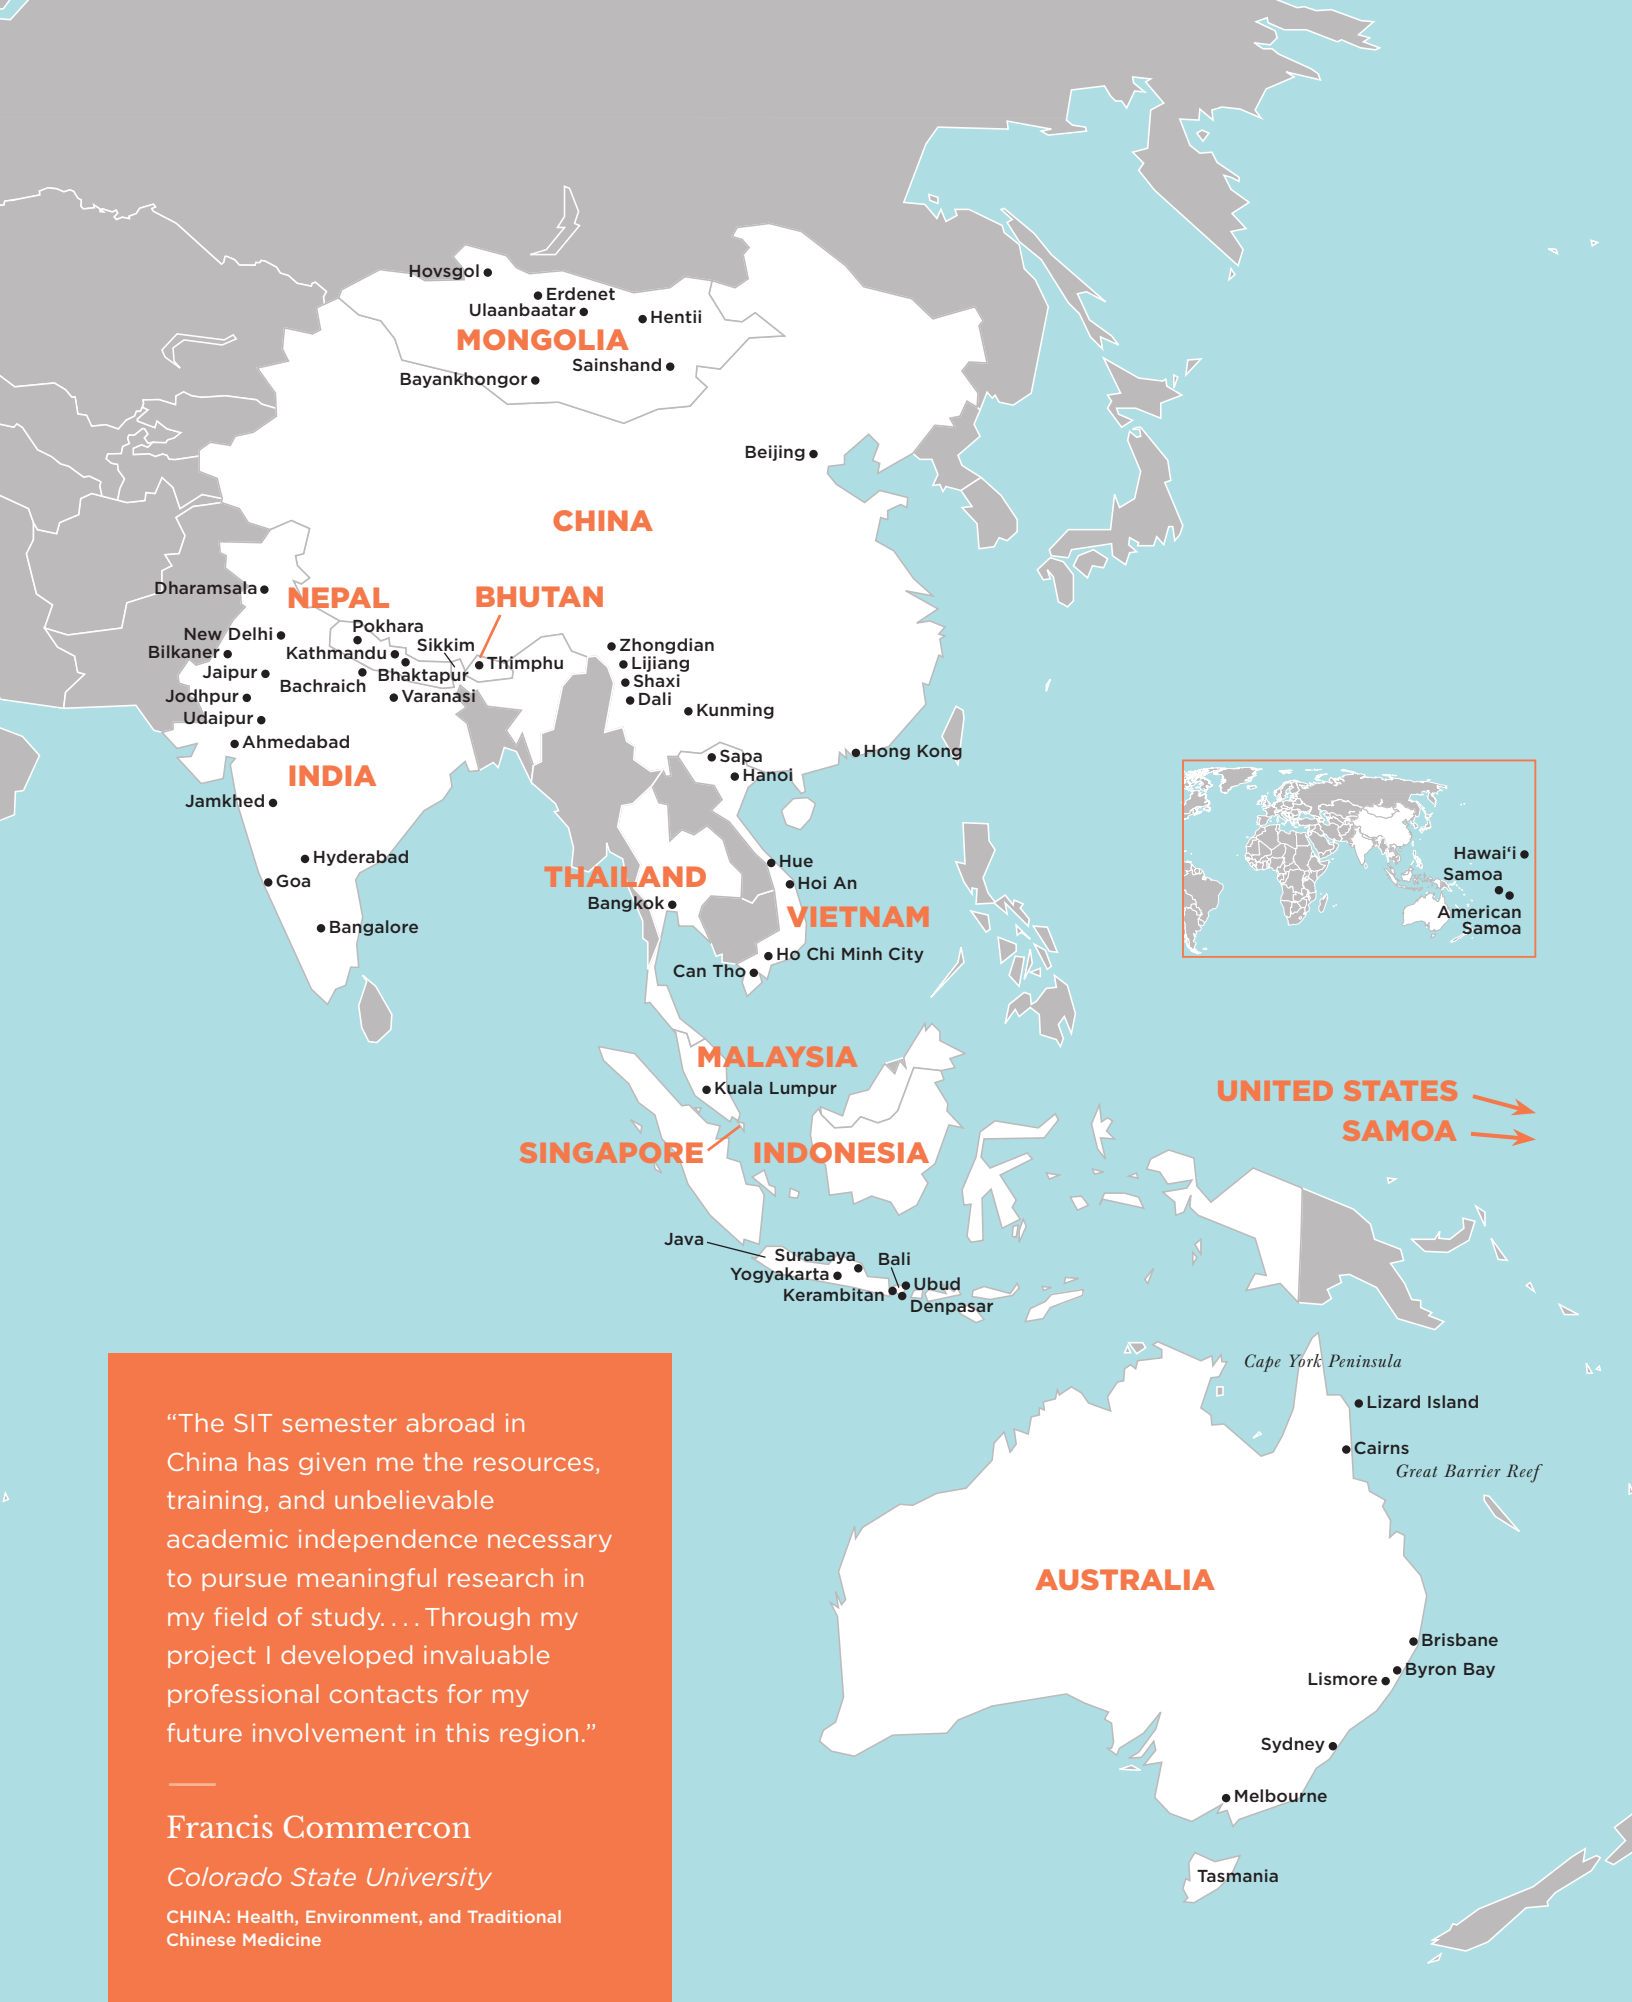 Hovsgol
Erdenet
Ulaanbaatar
Hentii
MONGOLIA
Sainshand
Bayankhongor
Beijing
CHINA
Dharamsala
NEPAL
BHUTAN
Pokhara
New Delhi
Sikkim
Zhongdian
Bilkaner
Kathmandu
Thimphu
Lijiang
Jaipur
Bhaktapur
Shaxi
Bachraich
Jodhpur
Varanasi
Dali
Kunming
Udaipur
Ahmedabad
Hong Kong
Sapa
INDIA
Hanoi
Jamkhed
Hyderabad
Hue
Goa
THAILAND
Hoi An
Bangkok
VIETNAM
Bangalore
Ho Chi Minh City
Can Tho
Hawai‘i
Samoa
American
Samoa
MALAYSIA
Kuala Lumpur
UNITED STATES
SAMOA
SINGAPORE
INDONESIA
Java
Surabaya
Bali
Yogyakarta
Ubud
Kerambitan
Denpasar
Cape York Peninsula
Lizard Island
Cairns
Great Barrier Reef
AUSTRALIA
Brisbane
Byron Bay
Lismore
Sydney
Melbourne
Tasmania
“The SIT semester abroad in
China has given me the resources,
training, and unbelievable
academic independence necessary
to pursue meaningful research in
my field of study. . . . Through my
project I developed invaluable
professional contacts for my
future involvement in this region.”
Francis Commercon
Colorado State University
CHINA: Health, Environment, and Traditional
Chinese Medicine